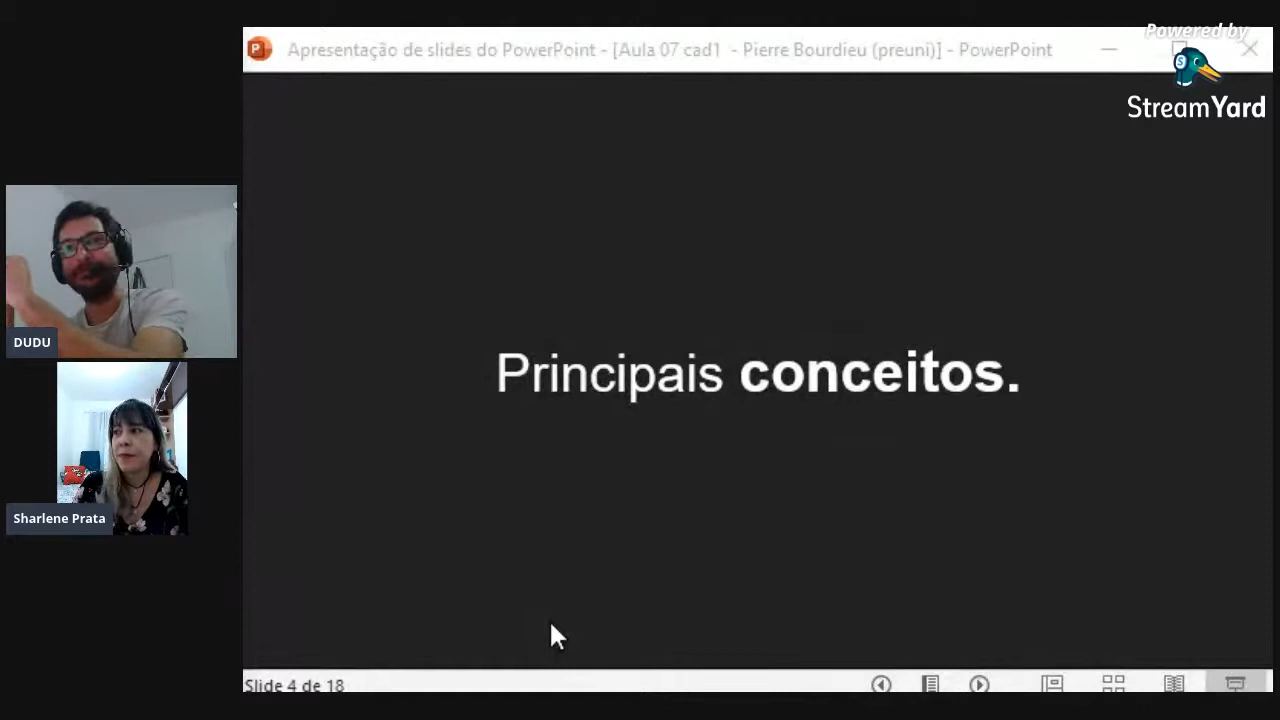 Apresentação de slides do PowerPoint - [Aula 07 cad1 - Pierre Bourdieu (preuni)] - PowerPoint
Powered by
StreamYard
DUDU
Principais conceitos.
Sharlene Prata
Slide 4 de 18